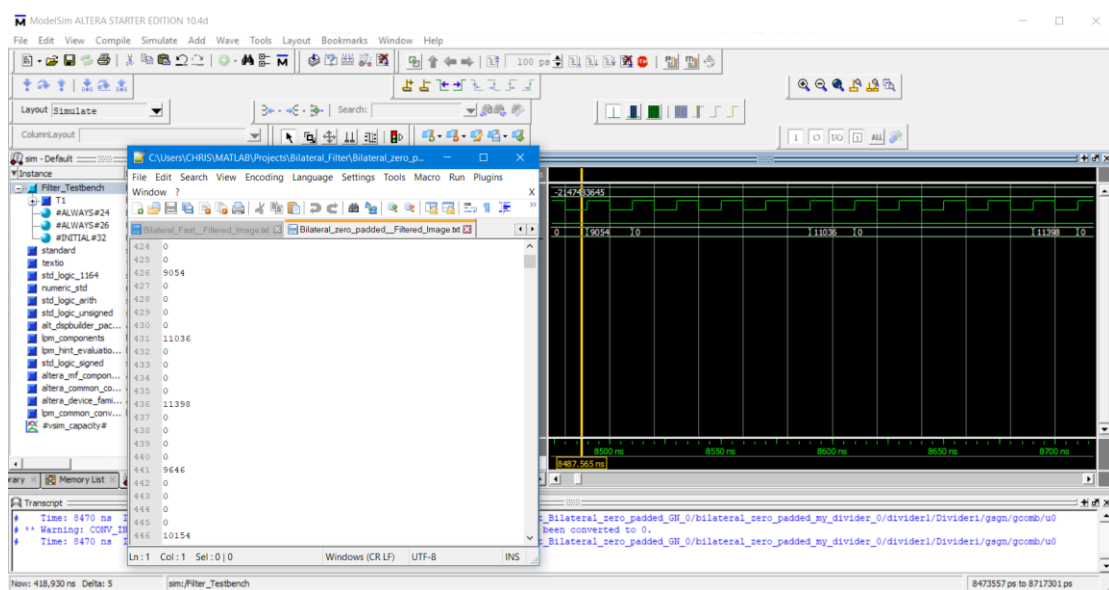 ModelSim ALTERA STARTER EDITION 10.4d
File Edit View Compile Simulate Add Wave Tools Layout Bookmarks Window Help
100 ps
Layout Simulate
Search:
ColumnLayout
ALL
sim - Default
Instance
Filter_Testbench
T1
#ALWAYS#24
#ALWAYS#26
#INITIAL#32
standard
textio
std_logic_1164
numeric_std
std_logic_arith
std_logic_unsigned
alt_dspbuilder_pac...
lpm_components
lpm_hint_evaluatio...
std_logic_signed
altera_mf_compon...
altera_common_co...
altera_device_fami...
lpm_common_conv...
#vsim_capacity#
rary
Memory List
C:\Users\CHRIS\MATLAB\Projects\Bilateral_Filter\Bilateral_zero_p...
File Edit Search View Encoding Language Settings Tools Macro Run Plugins
Window ?
X
Bilateral_Fast__Filtered_Image.txt
Bilateral_zero_padded__Filtered_Image.txt
424 0
425 0
426 9054
427 0
428 0
429 0
430 0
431 11036
432 0
433 0
434 0
435 0
436 11398
437 0
438 0
439 0
440 0
441 9646
442 0
443 0
444 0
445 0
446 10154
Ln : 1 Col : 1 Sel : 0 | 0
Windows (CR LF)
UTF-8
INS
-2147483645
0 9054 0 11036 0 11398 0
8500 ns 8550 ns 8600 ns 8650 ns 8700 ns
8487.565 ns
Transcript
# Time: 8470 ns
t_Bilateral_zero_padded_GN_0/bilateral_zero_padded_my_divider_0/divider1/Divideri/gsgn/gcomb/u0
# ** Warning: CONV_IN
been converted to 0.
# Time: 8470 ns
t_Bilateral_zero_padded_GN_0/bilateral_zero_padded_my_divider_0/divider1/Divideri/gsgn/gcomb/u0
Now: 418,930 ns Delta: 5
sim:/Filter_Testbench
8473557 ps to 8717301 ps